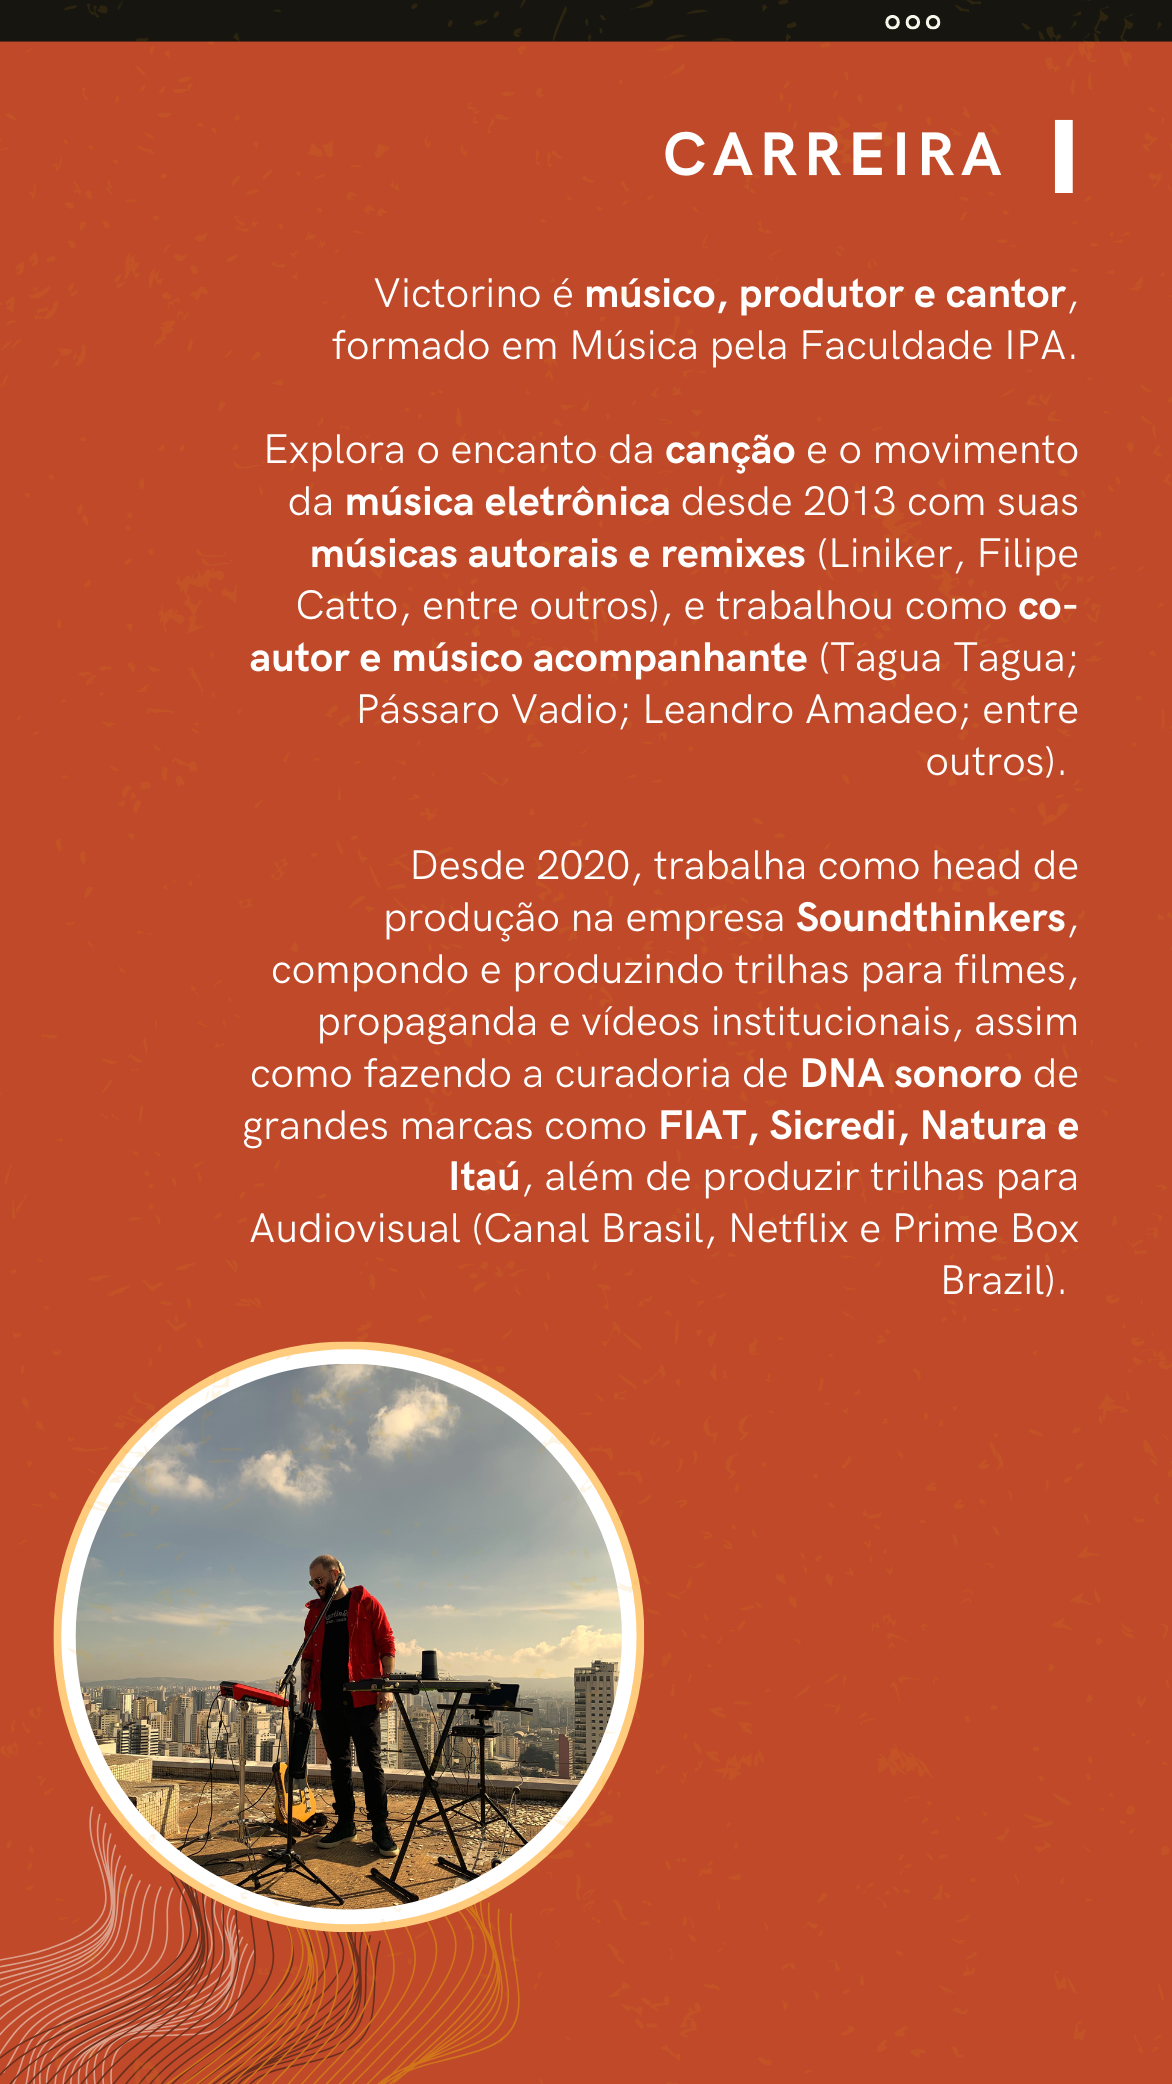 CARREIRA
Victorino é músico, produtor e cantor,
formado em Música pela Faculdade IPA.
Explora o encanto da canção e o movimento
da música eletrônica desde 2013 com suas
músicas autorais e remixes (Liniker, Filipe
Catto, entre outros), e trabalhou como co-
autor e músico acompanhante (Tagua Tagua;
Pássaro Vadio; Leandro Amadeo; entre
outros).
Desde 2020, trabalha como head de
produção na empresa Soundthinkers,
compondo e produzindo trilhas para filmes,
propaganda e vídeos institucionais, assim
como fazendo a curadoria de DNA sonoro de
grandes marcas como FIAT, Sicredi, Natura e
Itaú, além de produzir trilhas para
Audiovisual (Canal Brasil, Netflix e Prime Box
Brazil).